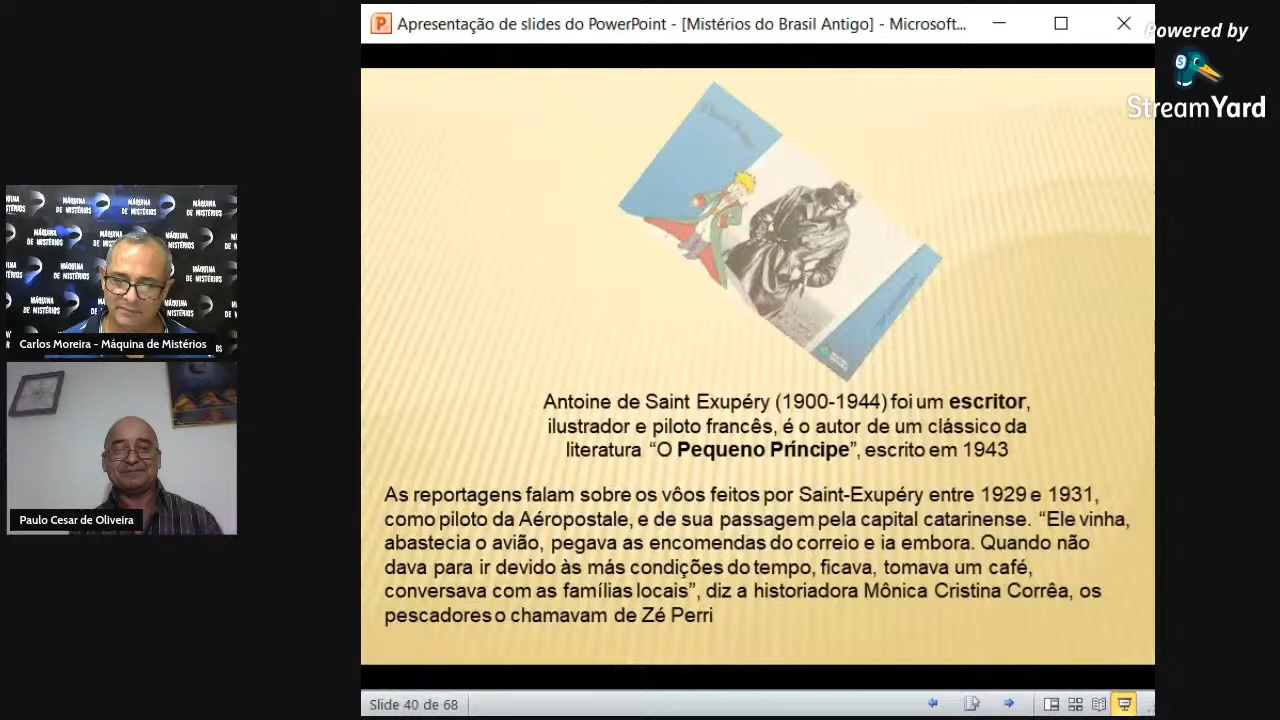 Apresentação de slides do PowerPoint - [Mistérios do Brasil Antigo] - Microsoft...
Powered by
S
StreamYard
MÁQUINA DE MISTÉRIOS
Carlos Moreira - Máquina de Mistérios
Paulo Cesar de Oliveira
Antoine de Saint Exupéry (1900-1944) foi um escritor,
ilustrador e piloto francês, é o autor de um clássico da
literatura “O Pequeno Príncipe”, escrito em 1943
As reportagens falam sobre os vôos feitos por Saint-Exupéry entre 1929 e 1931,
como piloto da Aéropostale, e de sua passagem pela capital catarinense. “Ele vinha,
abastecia o avião, pegava as encomendas do correio e ia embora. Quando não
dava para ir devido às más condições do tempo, ficava, tomava um café,
conversava com as famílias locais”, diz a historiadora Mônica Cristina Corrêa, os
pescadores o chamavam de Zé Perri
Slide 40 de 68